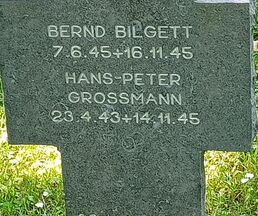 BERND BILGETT
7.6.45+16.11.45
HANS-PETER
GROSSMANN
23.4.43+14.11.45